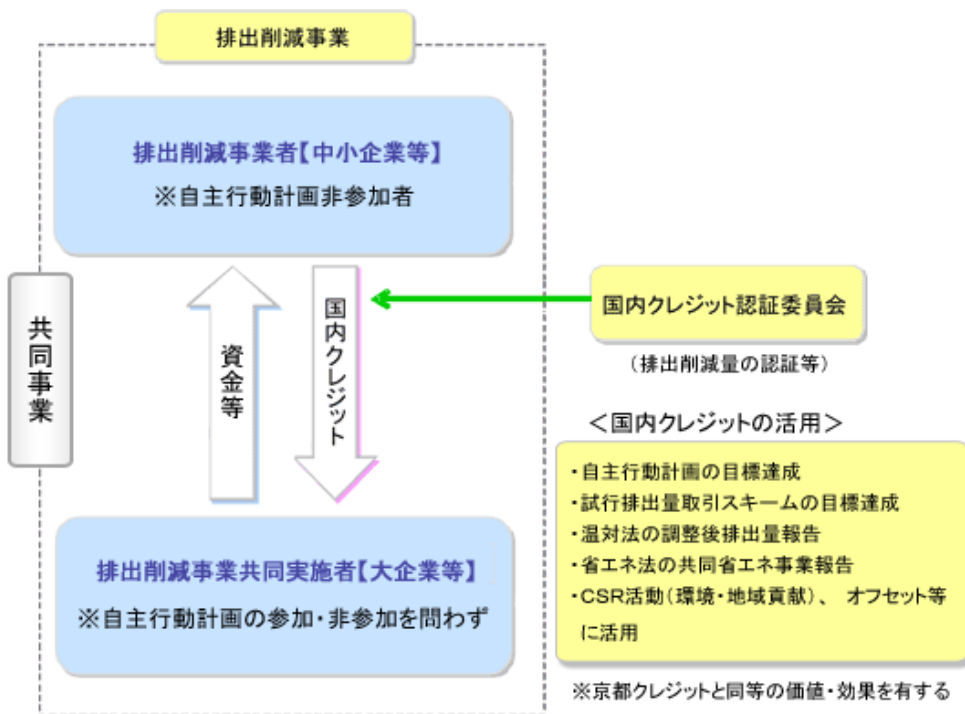 排出削減事業
排出削減事業者【中小企業等】
※自主行動計画非参加者
共同事業
資金等
国内クレジット
国内クレジット認証委員会
（排出削減量の認証等）
＜国内クレジットの活用＞
・自主行動計画の目標達成
・試行排出量取引スキームの目標達成
・温対法の調整後排出量報告
・省エネ法の共同省エネ事業報告
・CSR活動（環境・地域貢献）、 オフセット等
に活用
※京都クレジットと同等の価値・効果を有する
排出削減事業共同実施者【大企業等】
※自主行動計画の参加・非参加を問わず